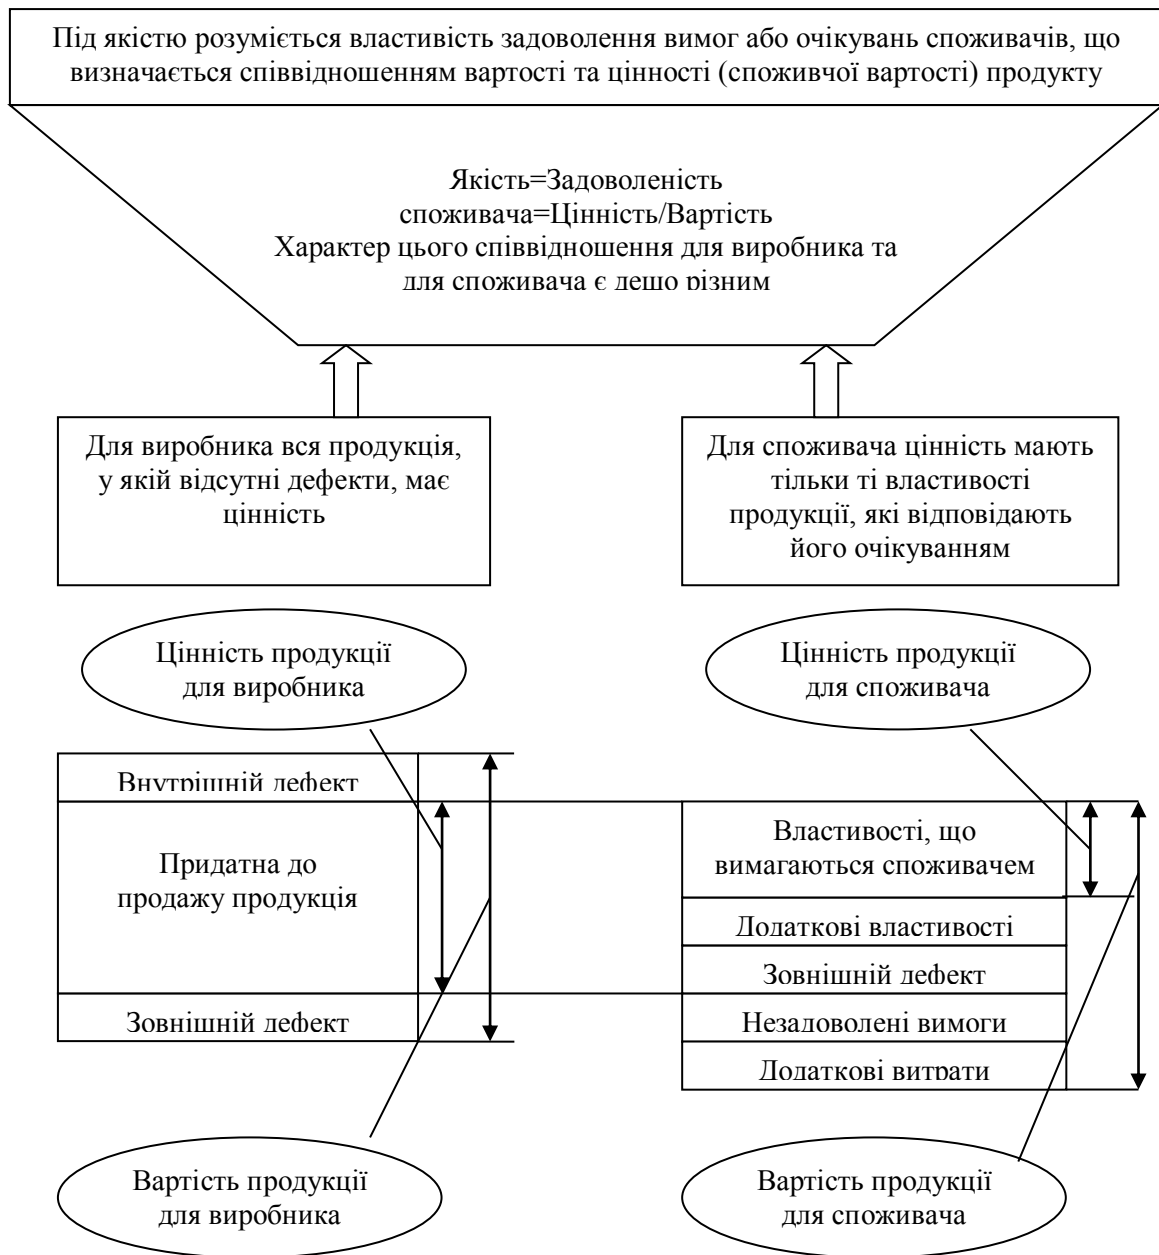 Під якістю розуміється властивість задоволення вимог або очікувань споживачів, що
визначається співвідношенням вартості та цінності (споживчої вартості) продукту
Якість=Задоволеність
споживача=Цінність/Вартість
Характер цього співвідношення для виробника та
для споживача є дещо різним
Для виробника вся продукція,
у якій відсутні дефекти, має
цінність
Для споживача цінність мають
тільки ті властивості
продукції, які відповідають
його очікуванням
Цінність продукції
для виробника
Цінність продукції
для споживача
Внутрішній дефект
Придатна до
продажу продукція
Зовнішній дефект
Властивості, що
вимагаються споживачем
Додаткові властивості
Зовнішній дефект
Незадоволені вимоги
Додаткові витрати
Вартість продукції
для виробника
Вартість продукції
для споживача